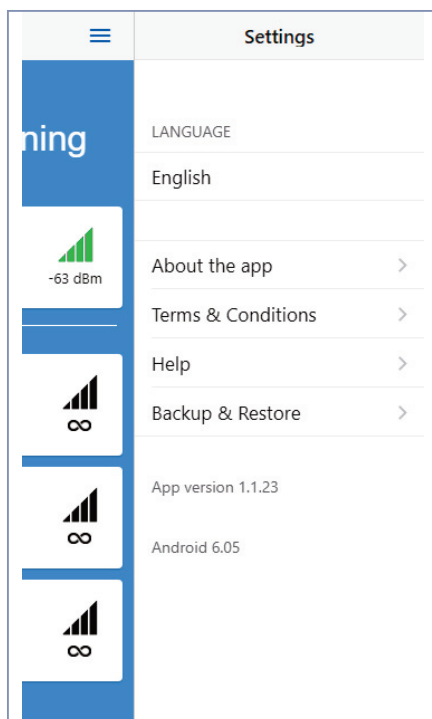 Settings
ning
LANGUAGE
English
-63 dBm
About the app
Terms & Conditions
Help
Backup & Restore
∞
App version 1.1.23
∞
Android 6.05
∞